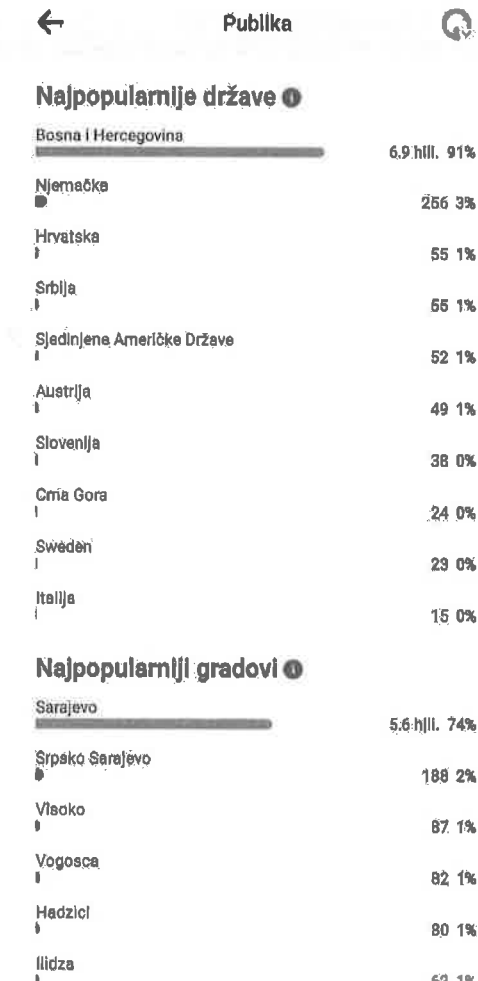 Publika
Najpopularnije države
Bosna i Hercegovina
6.9 hilj. 91%
Njemačka
256 3%
Hrvatska
55 1%
Srbija
55 1%
Sjedinjene Američke Države
52 1%
Austrija
49 1%
Slovenija
38 0%
Crna Gora
24 0%
Sweden
23 0%
Italija
15 0%
Najpopularniji gradovi
Sarajevo
5.6 hilj. 74%
Srpsko Sarajevo
188 2%
Visoko
87 1%
Vogosca
82 1%
Hadzici
80 1%
Ilidza
1%